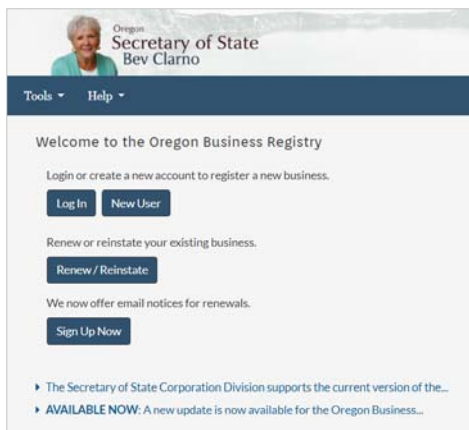 Oregon
Secretary of State
Bev Clarno
Tools
Help
Welcome to the Oregon Business Registry
Login or create a new account to register a new business.
Log In
New User
Renew or reinstate your existing business.
Renew / Reinstate
We now offer email notices for renewals.
Sign Up Now
The Secretary of State Corporation Division supports the current version of the...
AVAILABLE NOW: A new update is now available for the Oregon Business...